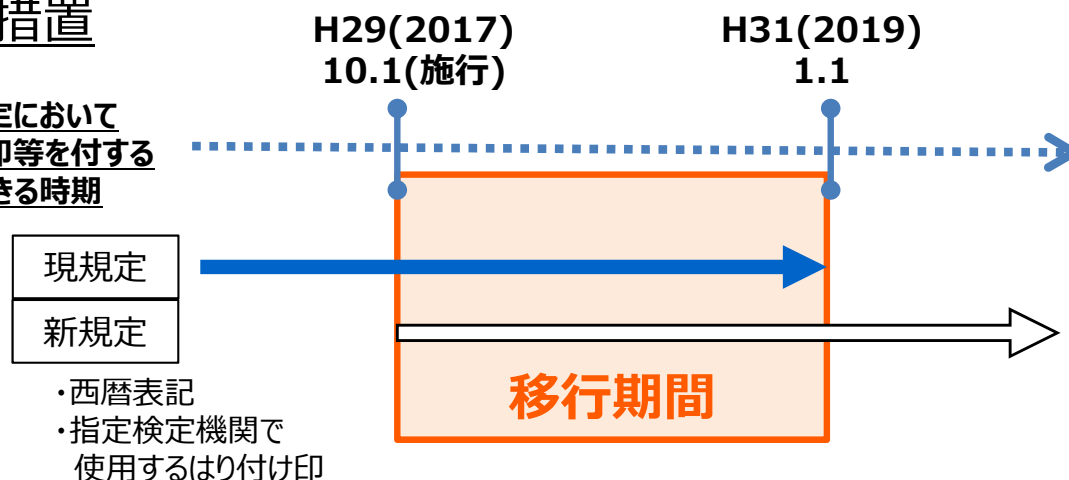 措置
H29(2017)
10.1(施行)
H31(2019)
1.1
定において
印等を付する
きる時期
現規定
新規定
移行期間
・西暦表記
・指定検定機関で
使用するはり付け印